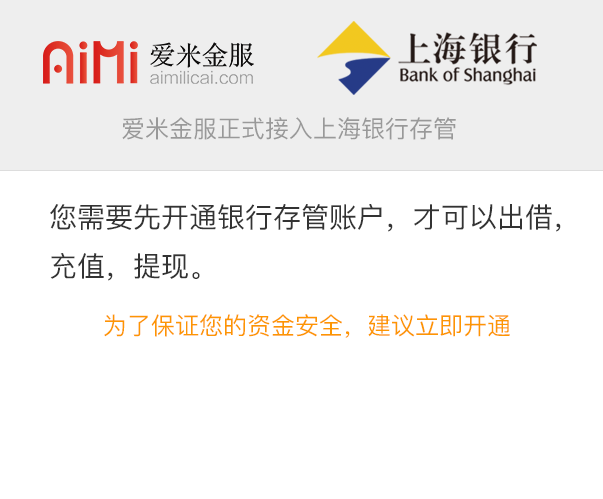 AiMi 爱米金服
aimilicai.com
上海银行
Bank of Shanghai
爱米金服正式接入上海银行存管
您需要先开通银行存管账户，才可以出借，
充值，提现。
为了保证您的资金安全，建议立即开通